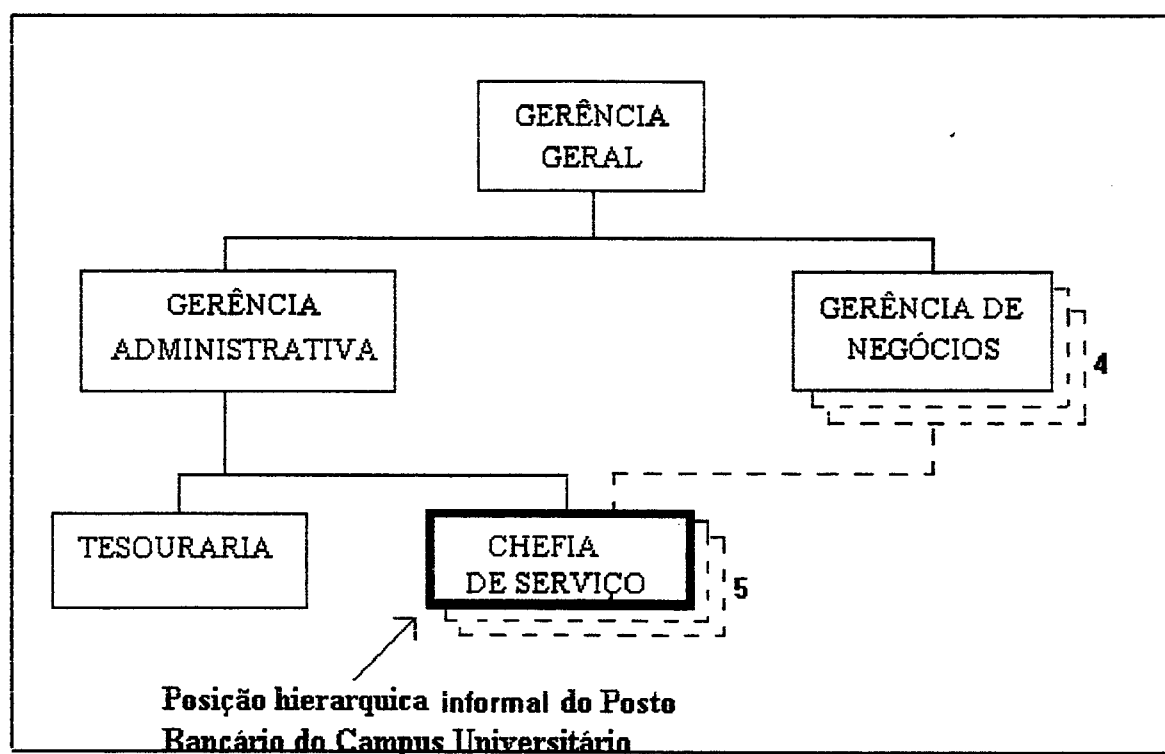 GERÊNCIA
GERAL
GERÊNCIA
ADMINISTRATIVA
GERÊNCIA DE
NEGÓCIOS
4
TESOURARIA
CHEFIA
DE SERVIÇO
5
Posição hierarquica informal do Posto
Bancário do Campus Universitário